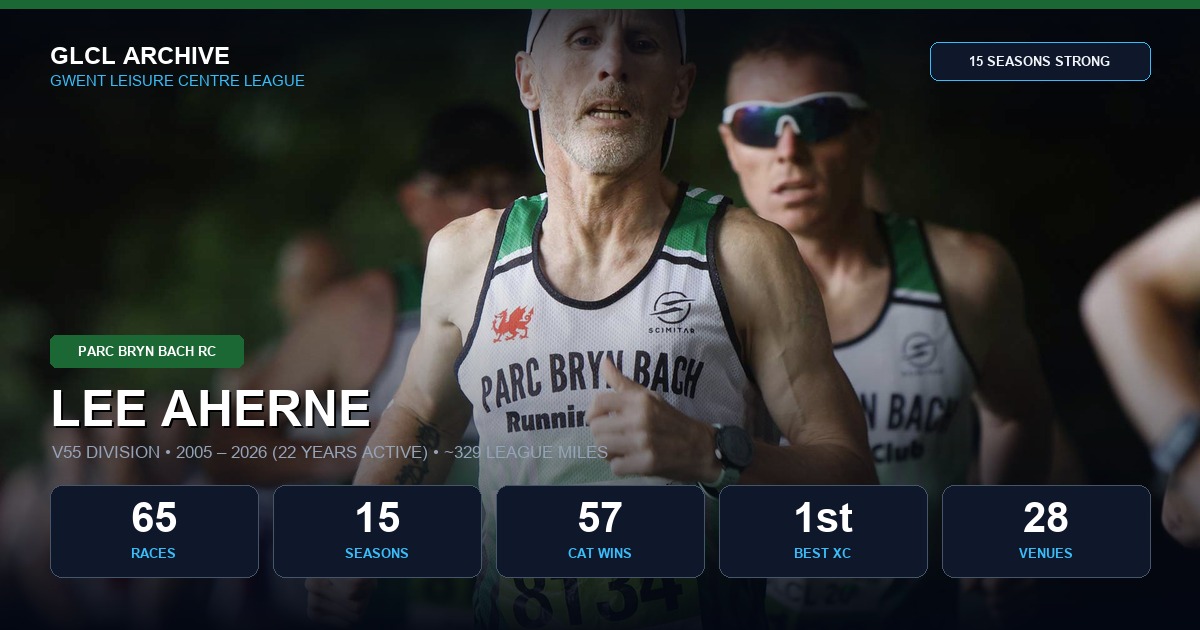 GLCL ARCHIVE
GWENT LEISURE CENTRE LEAGUE
15 SEASONS STRONG
SCIMITAR
PARC BRYN BACH
Runnin
N BACH
Club
PARC BRYN BACH RC
LEE AHERNE
V55 DIVISION • 2005 – 2026 (22 YEARS ACTIVE) • ~329 LEAGUE MILES
65
RACES
15
SEASONS
57
CAT WINS
1st
BEST XC
28
VENUES